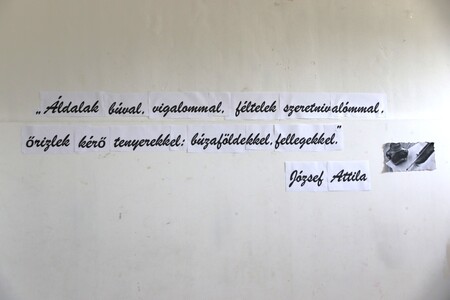 „Áldalak búval, vigalommal, féltelek szeretnivalómmal,
őrizlek kérő tenyerekkel: búzaföldekkel, fellegekkel.”
József Attila